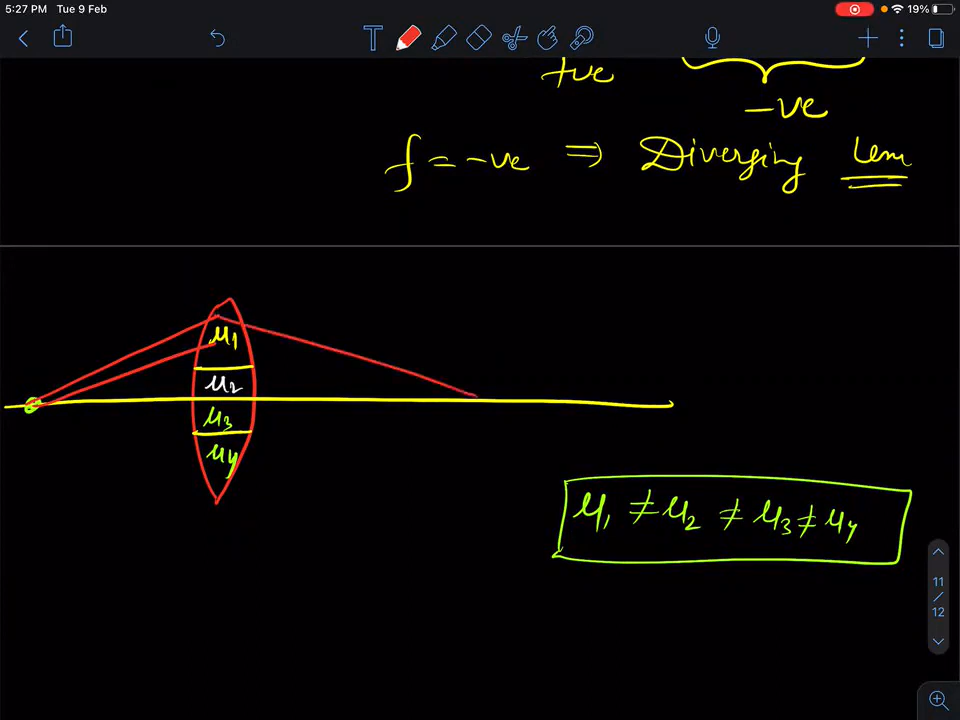 5:27 PM Tue 9 Feb
19%
T
+ve
-ve
f = -ve ⇒ Diverging lens
μ1
μ2
μ3
μ4
μ1 ≠ μ2 ≠ μ3 ≠ μ4
11
/
12